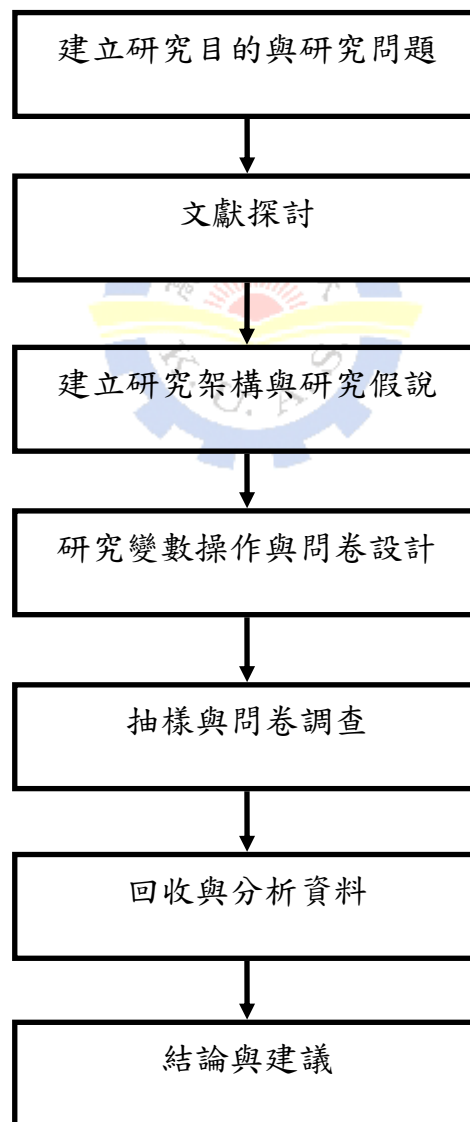 建立研究目的與研究問題
文獻探討
建立研究架構與研究假說
K. U. A. S
研究變數操作與問卷設計
抽樣與問卷調查
回收與分析資料
結論與建議